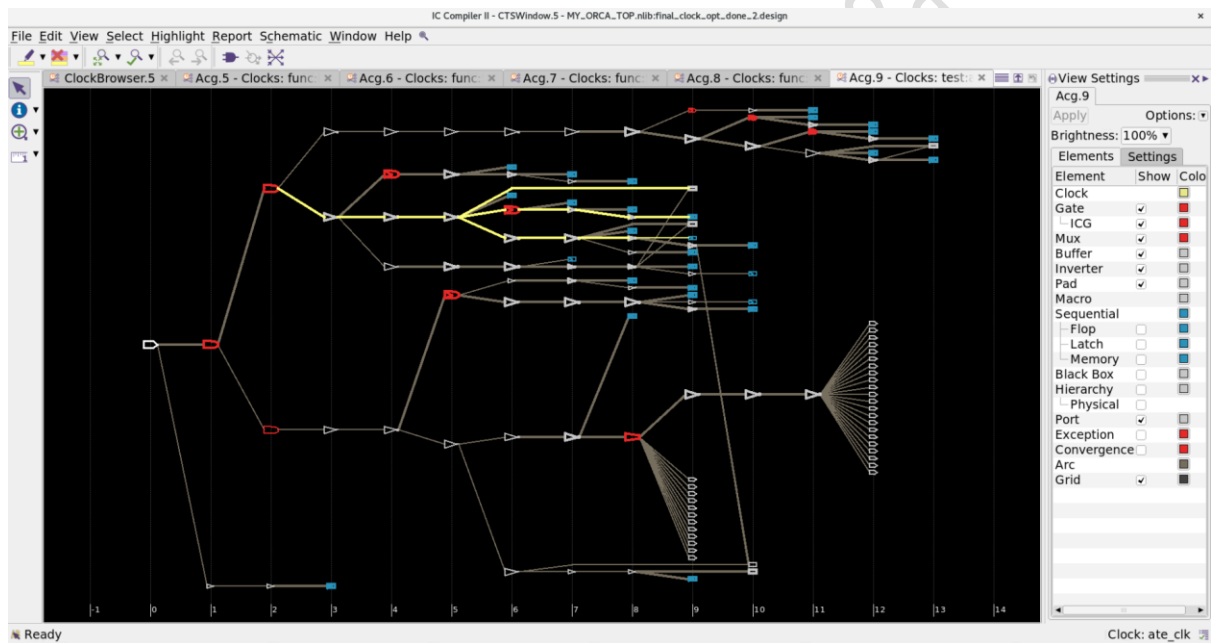 IC Compiler II - CTSWindow.5 - MY_ORCA_TOP.nlib:final_clock_opt_done_2.design
File Edit View Select Highlight Report Schematic Window Help
ClockBrowser.5 Acg.5 - Clocks: func: Acg.6 - Clocks: func: Acg.7 - Clocks: func: Acg.8 - Clocks: func: Acg.9 - Clocks: test:
View Settings
Acg.9
Apply Options:
Brightness: 100%
Elements Settings
Element Show Colo
Clock
Gate
ICG
Mux
Buffer
Inverter
Pad
Macro
Sequential
Flop
Latch
Memory
Black Box
Hierarchy
Physical
Port
Exception
Convergence
Arc
Grid
-1 0 1 2 3 4 5 6 7 8 9 10 11 12 13 14
Ready Clock: ate_clk